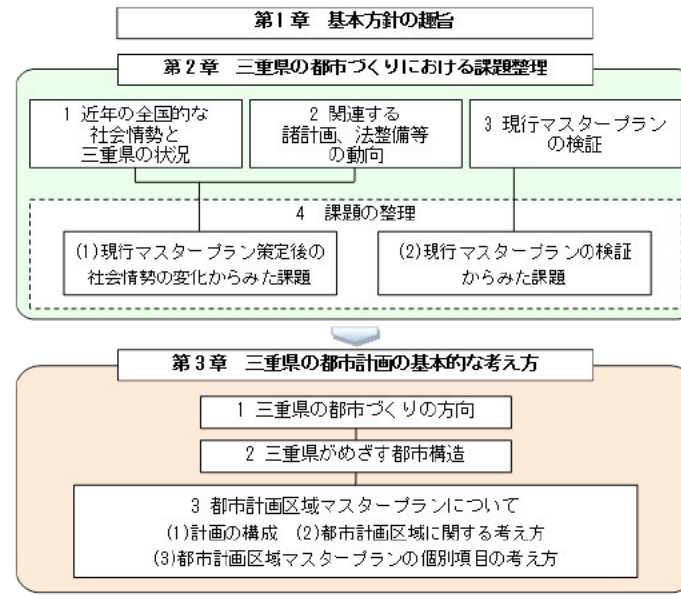 第1章 基本方針の趣旨
第2章 三重県の都市づくりにおける課題整理
1 近年の全国的な
社会情勢と
三重県の状況
2 関連する
諸計画、法整備等
の動向
3 現行マスタープラン
の検証
4 課題の整理
(1)現行マスタープラン策定後の
社会情勢の変化からみた課題
(2)現行マスタープランの検証
からみた課題
第3章 三重県の都市計画の基本的な考え方
1 三重県の都市づくりの方向
2 三重県がめざす都市構造
3 都市計画区域マスタープランについて
(1)計画の構成 (2)都市計画区域に関する考え方
(3)都市計画区域マスタープランの個別項目の考え方